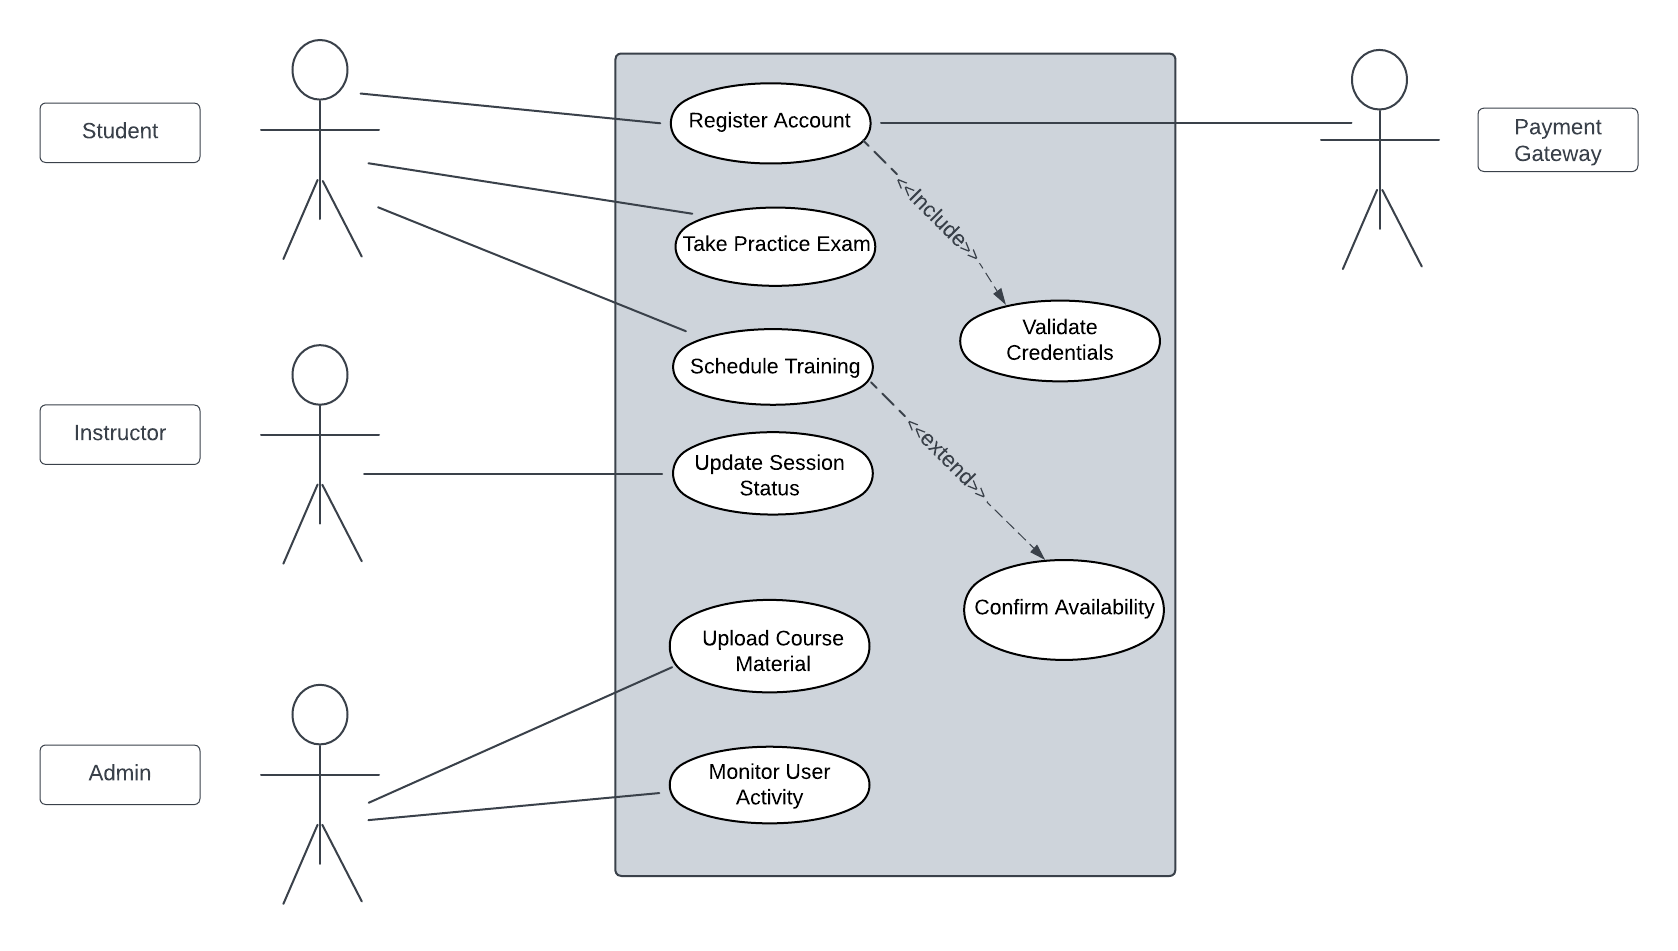 Student
Register Account
Payment
Gateway
<<Include>>
Take Practice Exam
Validate
Credentials
Schedule Training
Instructor
<<extend>>
Update Session
Status
Confirm Availability
Upload Course
Material
Admin
Monitor User
Activity